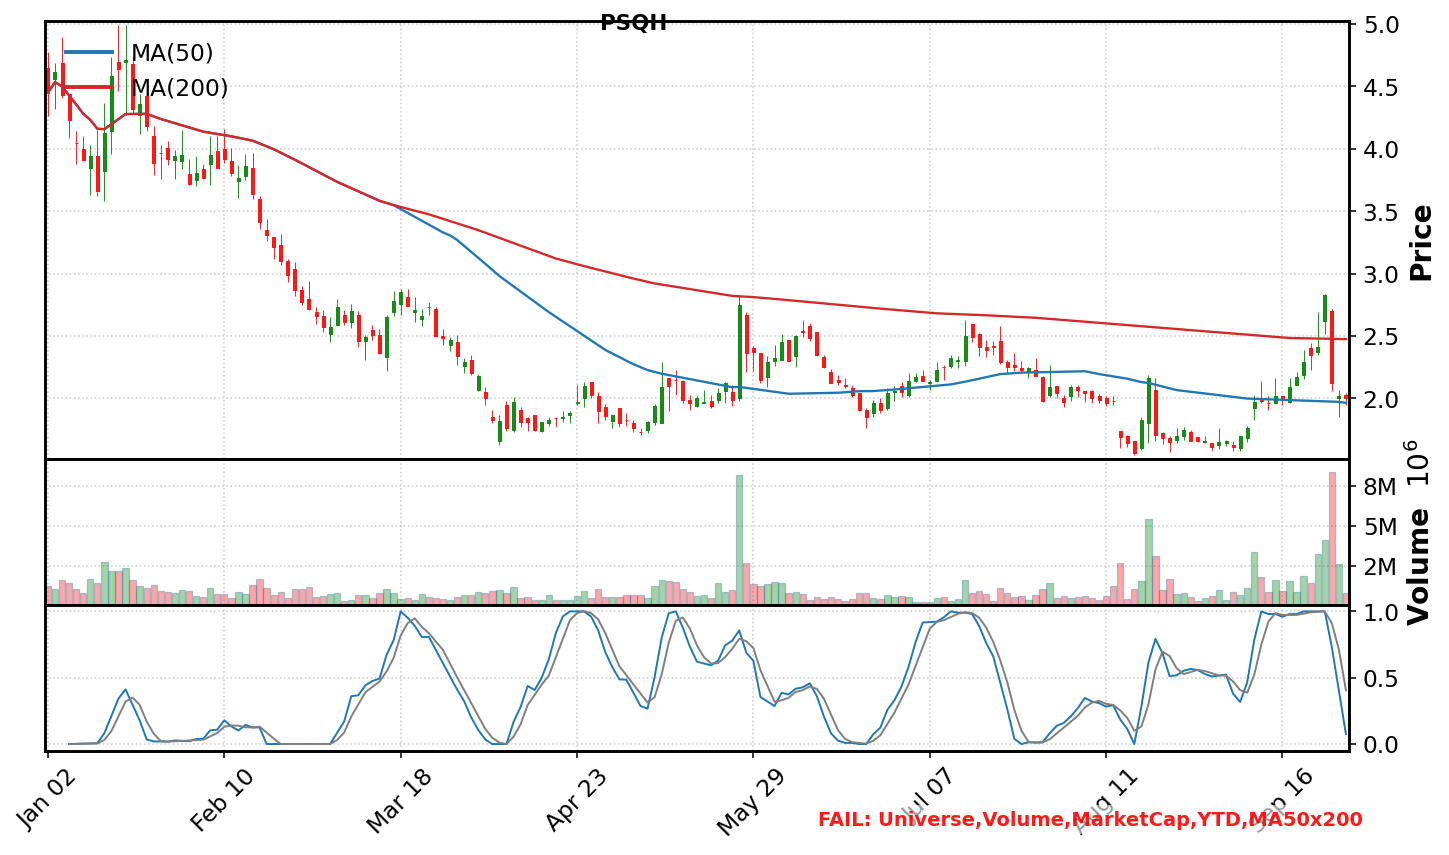 PSQH
MA(50)
MA(200)
5.0
4.5
4.0
3.5
3.0
2.5
2.0
Price
8M
5M
2M
Volume 10^6
1.0
0.5
0.0
Jan 02
Feb 10
Mar 18
Apr 23
May 29
Jul 07
Aug 11
Sep 16
FAIL: Universe,Volume,MarketCap,YTD,MA50x200